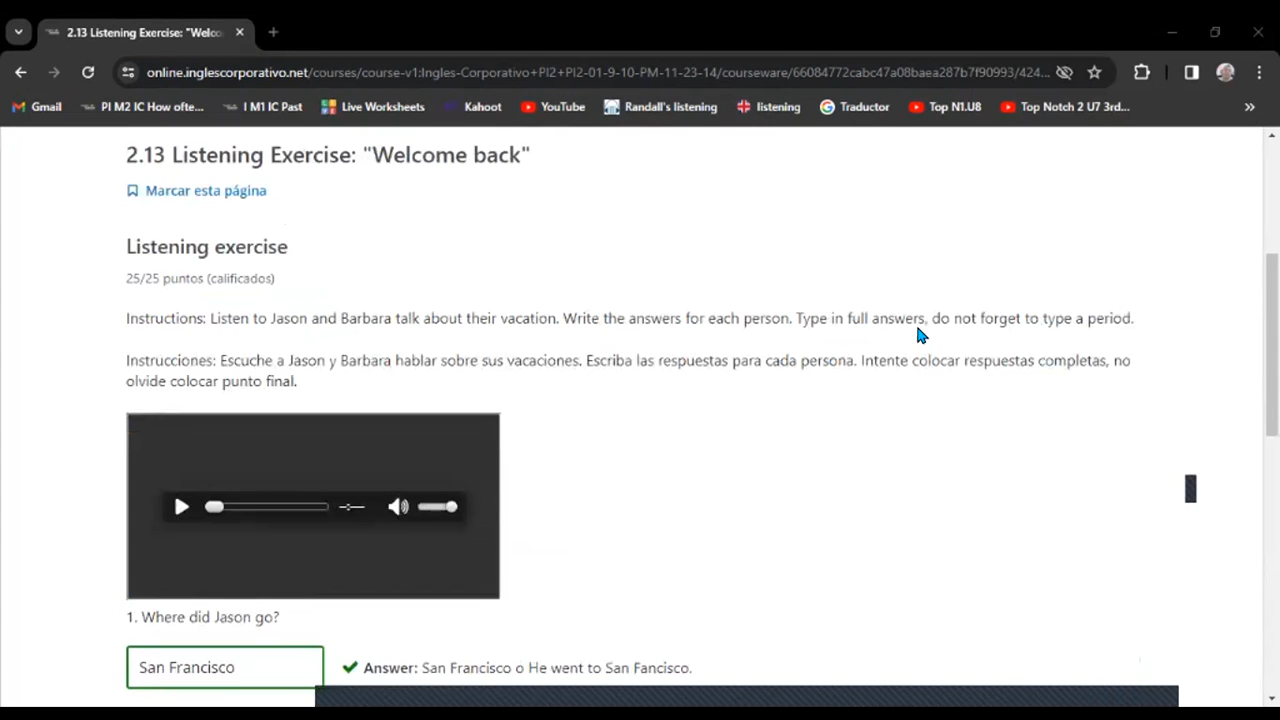 2.13 Listening Exercise: "Welco
online.inglescorporativo.net/courses/course-v1:Ingles-Corporativo+PI2+PI2-01-9-10-PM-11-23-14/courseware/66084772cabc47a08baea287b7f90993/424...
Gmail PI M2 IC How ofte... I M1 IC Past Live Worksheets Kahoot YouTube Randall's listening listening Traductor Top N1.U8 Top Notch 2 U7 3rd... »
2.13 Listening Exercise: "Welcome back"
Marcar esta página
Listening exercise
25/25 puntos (calificados)
Instructions: Listen to Jason and Barbara talk about their vacation. Write the answers for each person. Type in full answers, do not forget to type a period.
Instrucciones: Escuche a Jason y Barbara hablar sobre sus vacaciones. Escriba las respuestas para cada persona. Intente colocar respuestas completas, no
olvide colocar punto final.
-:--
1. Where did Jason go?
San Francisco Answer: San Francisco o He went to San Fancisco.